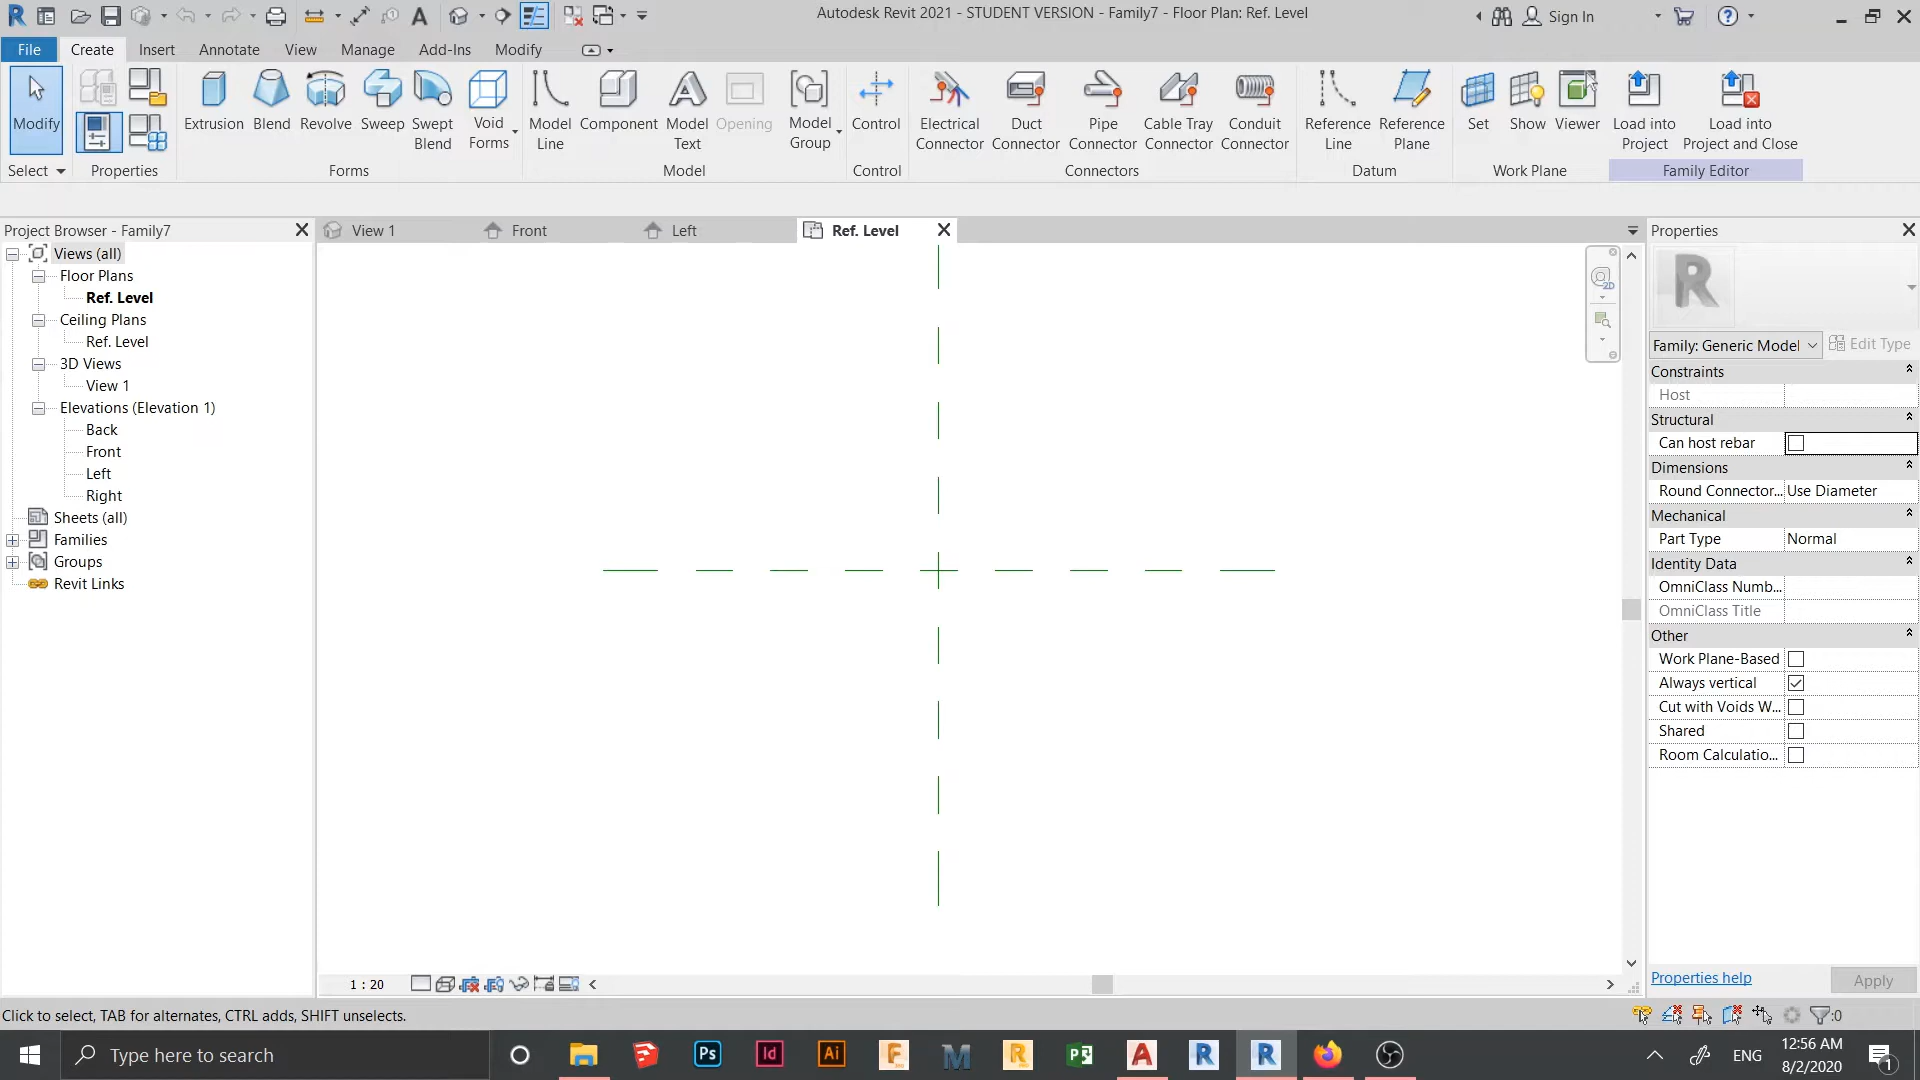 Autodesk Revit 2021 - STUDENT VERSION - Family7 - Floor Plan: Ref. Level
Sign In
File Create Insert Annotate View Manage Add-Ins Modify
Modify
Extrusion Blend Revolve Sweep Swept Blend Void Forms
Model Line Component Model Text Opening Model Group
Control
Electrical Connector Duct Connector Pipe Connector Cable Tray Connector Conduit Connector
Reference Line Reference Plane
Set Show Viewer
Load into Project Load into Project and Close
Select Properties Forms Model Control Connectors Datum Work Plane Family Editor
Project Browser - Family7
Views (all)
Floor Plans
Ref. Level
Ceiling Plans
Ref. Level
3D Views
View 1
Elevations (Elevation 1)
Back
Front
Left
Right
Sheets (all)
Families
Groups
Revit Links
View 1 Front Left Ref. Level
2D
Properties
R
Family: Generic Model Edit Type
Constraints
Host
Structural
Can host rebar
Dimensions
Round Connector... Use Diameter
Mechanical
Part Type Normal
Identity Data
OmniClass Numb...
OmniClass Title
Other
Work Plane-Based
Always vertical
Cut with Voids W...
Shared
Room Calculatio...
Properties help Apply
1 : 20
Click to select, TAB for alternates, CTRL adds, SHIFT unselects.
:0
Type here to search
Ps Id Ai F M R P A R R
ENG
12:56 AM
8/2/2020
1